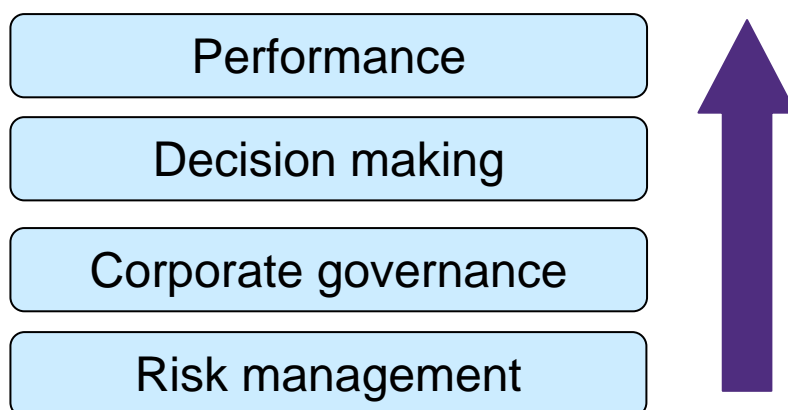 Performance
Decision making
Corporate governance
Risk management